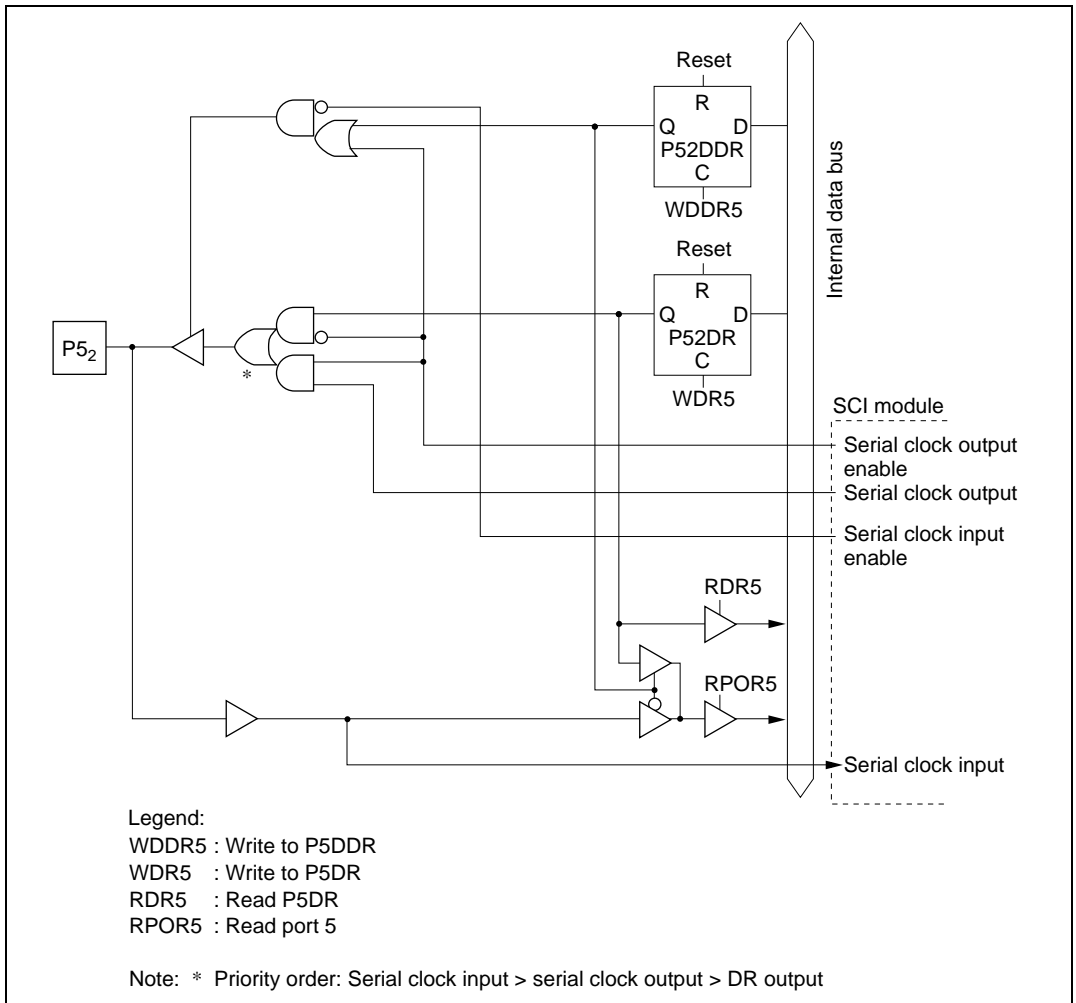 Reset
R
Q D
P52DDR
C
WDDR5
Internal data bus
Reset
R
Q D
P52DR
C
WDR5
P5₂
*
SCI module
Serial clock output
enable
Serial clock output
Serial clock input
enable
RDR5
RPOR5
Serial clock input
Legend:
WDDR5 : Write to P5DDR
WDR5 : Write to P5DR
RDR5 : Read P5DR
RPOR5 : Read port 5
Note: * Priority order: Serial clock input > serial clock output > DR output